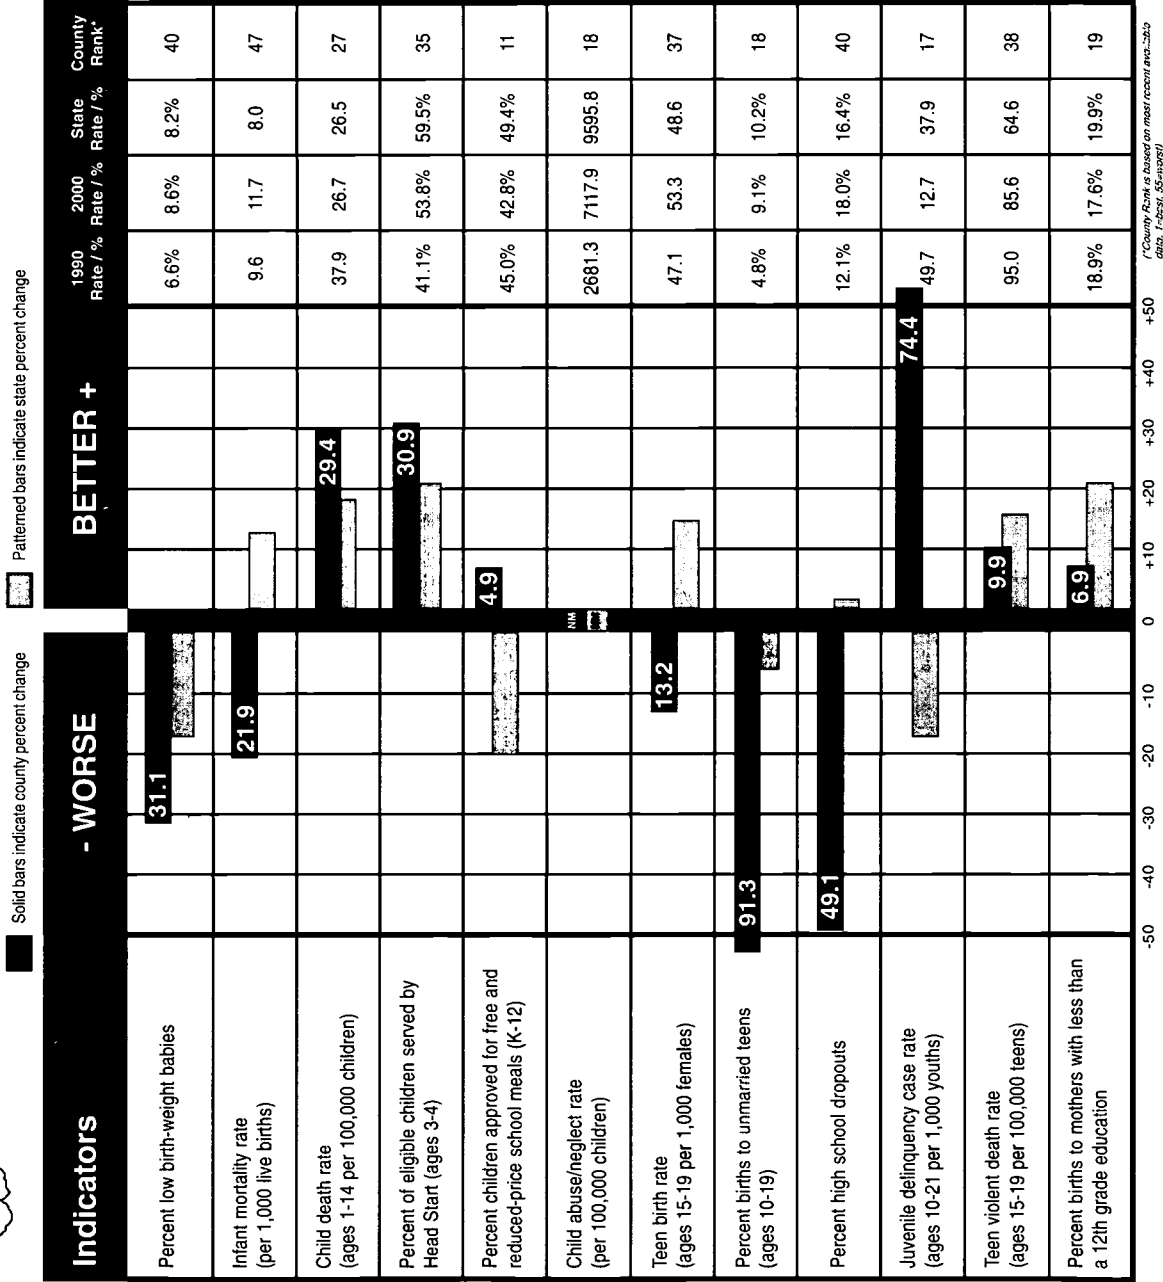 Solid bars indicate county percent change
Patterned bars indicate state percent change
Indicators
- WORSE
BETTER +
1990
Rate / %
2000
Rate / %
State
Rate / %
County
Rank*
Percent low birth-weight babies
31.1
6.6%
8.6%
8.2%
40
Infant mortality rate
(per 1,000 live births)
21.9
9.6
11.7
8.0
47
Child death rate
(ages 1-14 per 100,000 children)
29.4
37.9
26.7
26.5
27
Percent of eligible children served by
Head Start (ages 3-4)
30.9
41.1%
53.8%
59.5%
35
Percent children approved for free and
reduced-price school meals (K-12)
4.9
45.0%
42.8%
49.4%
11
Child abuse/neglect rate
(per 100,000 children)
NM
2681.3
7117.9
9595.8
18
Teen birth rate
(ages 15-19 per 1,000 females)
13.2
47.1
53.3
48.6
37
Percent births to unmarried teens
(ages 10-19)
91.3
4.8%
9.1%
10.2%
18
Percent high school dropouts
49.1
12.1%
18.0%
16.4%
40
Juvenile delinquency case rate
(ages 10-21 per 1,000 youths)
74.4
49.7
12.7
37.9
17
Teen violent death rate
(ages 15-19 per 100,000 teens)
9.9
95.0
85.6
64.6
38
Percent births to mothers with less than
a 12th grade education
6.9
18.9%
17.6%
19.9%
19
-50
-40
-30
-20
-10
0
+10
+20
+30
+40
+50
(*County Rank is based on most recent available
data. 1=best, 55=worst)